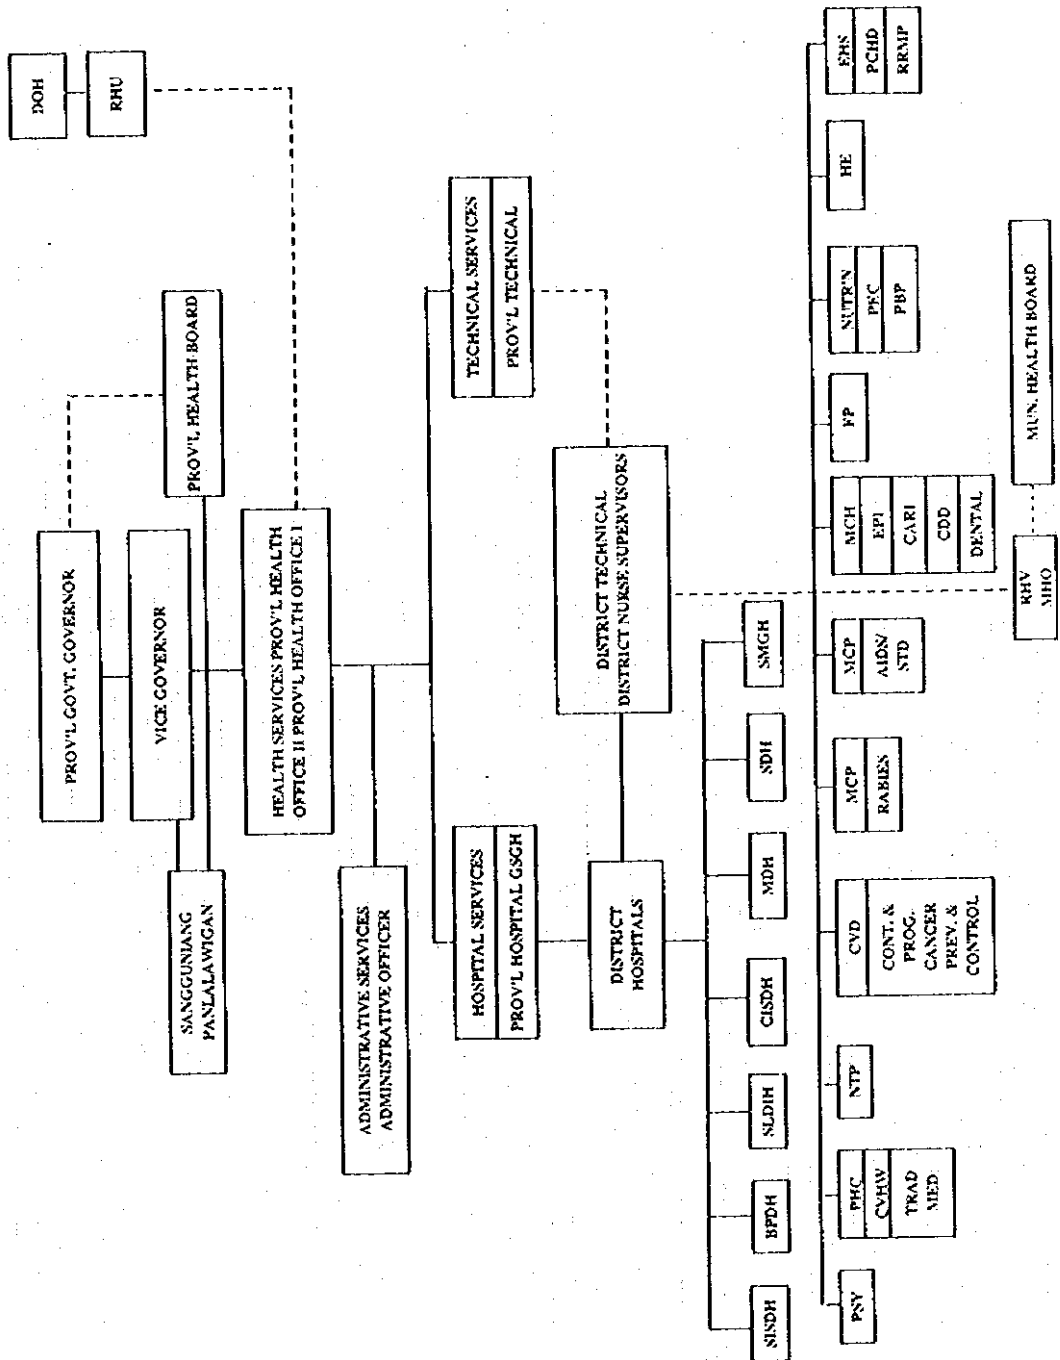 DOH
RHU
PROV'L GOVT. GOVERNOR
VICE GOVERNOR
SANGGUNIANG
PANLALAWIGAN
PROV'L HEALTH BOARD
HEALTH SERVICES PROV'L HEALTH
OFFICE II PROV'L HEALTH OFFICE I
ADMINISTRATIVE SERVICES
ADMINISTRATIVE OFFICER
HOSPITAL SERVICES
PROV'L HOSPITAL GSGH
TECHNICAL SERVICES
PROV'L TECHNICAL
DISTRICT
HOSPITALS
DISTRICT TECHNICAL
DISTRICT NURSE SUPERVISORS
SISDH
BPDH
SLDIH
CISDH
MDH
SDH
SMGH
PSY
PHC
CVHW
TRAD
MED
NTP
CVD
CONT. &
PROG.
CANCER
PREV. &
CONTROL
MCP
RABIES
MCP
AIDS/
STD
MCH
EPI
CARI
CDD
DENTAL
FP
NUTR'N
PEC
PBP
HE
EHS
PCHD
RRMP
RHV
MHO
MUN. HEALTH BOARD